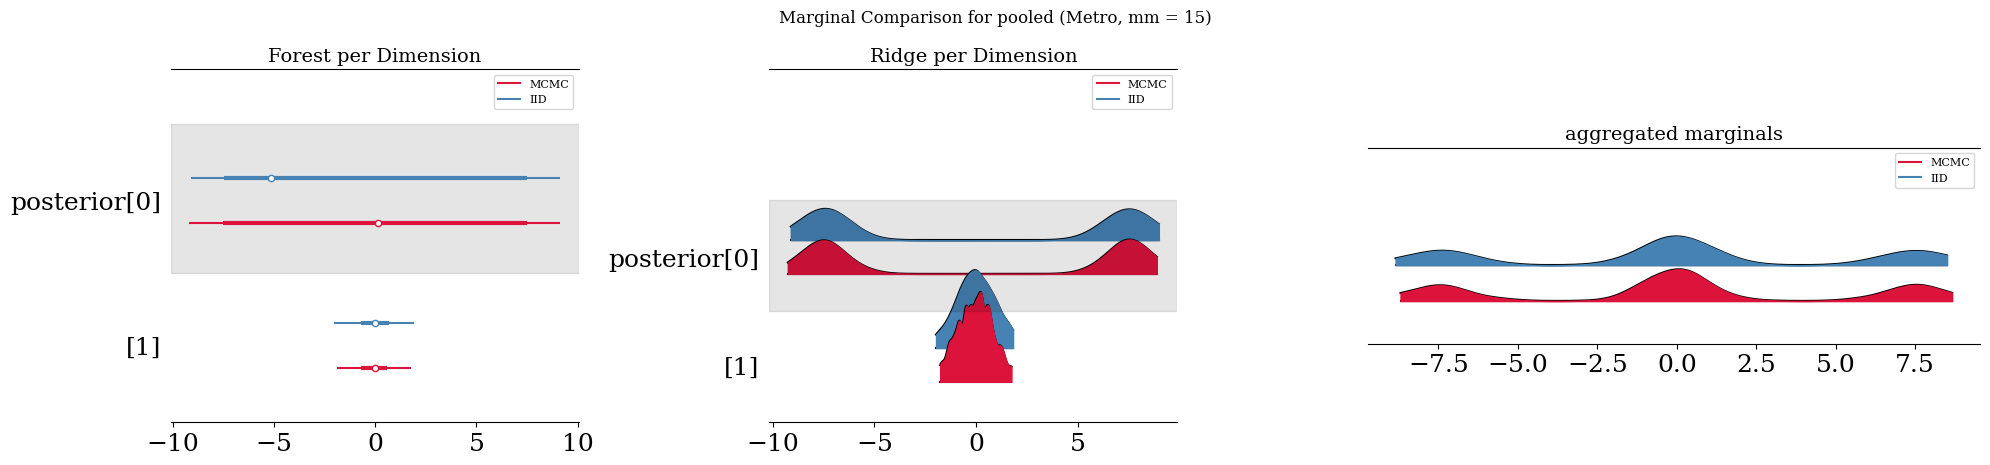 Marginal Comparison for pooled (Metro, mm = 15)
Forest per Dimension
MCMC
IID
posterior[0]
[1]
−10 −5 0 5 10
Ridge per Dimension
MCMC
IID
posterior[0]
[1]
−10 −5 0 5
aggregated marginals
MCMC
IID
−7.5 −5.0 −2.5 0.0 2.5 5.0 7.5